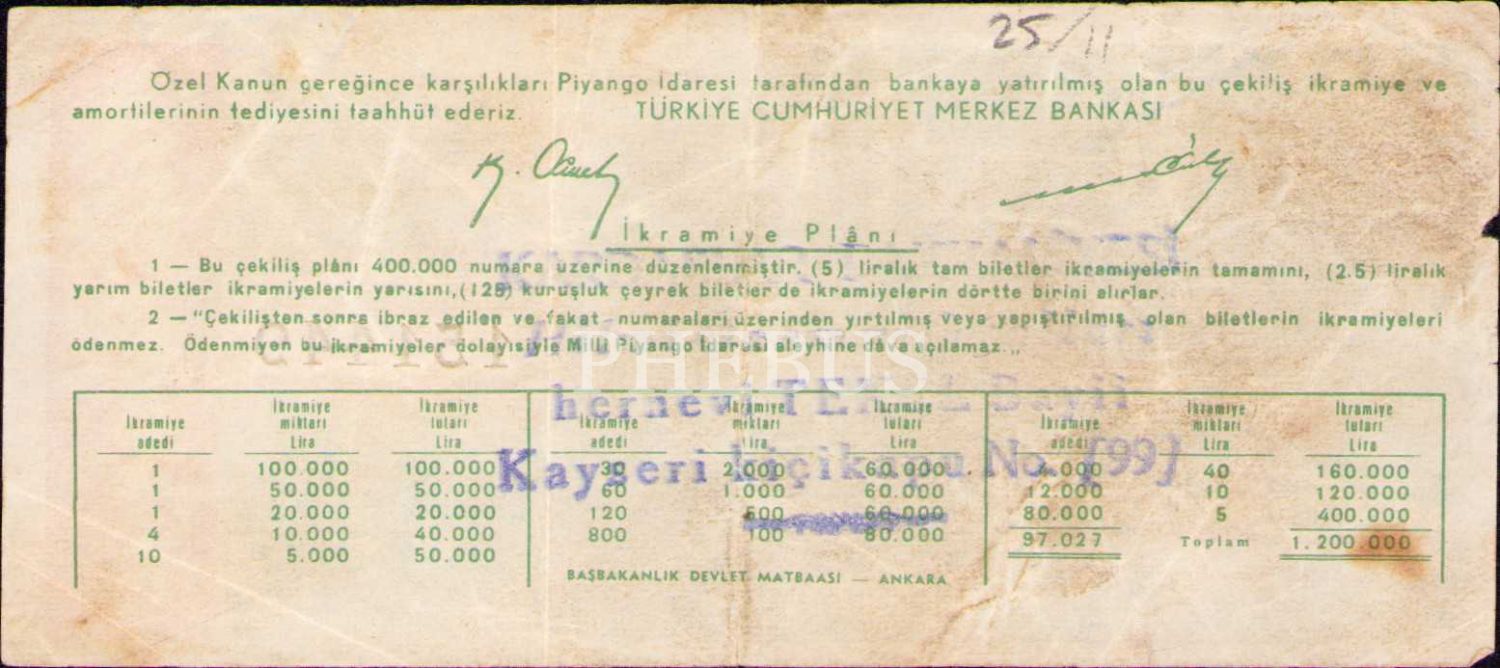 25/11
Özel Kanun gereğince karşılıkları Piyango İdaresi tarafından bankaya yatırılmış olan bu çekiliş ikramiye ve
amortilerinin tediyesini taahhüt ederiz. TÜRKİYE CUMHURİYET MERKEZ BANKASI
İkramiye Plânı
1 — Bu çekiliş plânı 400.000 numara üzerine düzenlenmiştir. (5) liralık tam biletler ikramiyelerin tamamını, (2.5) liralık
yarım biletler ikramiyelerin yarısını, (125) kuruşluk çeyrek biletler de ikramiyelerin dörtte birini alırlar.
2 — "Çekilişten sonra ibraz edilen ve fakat numaraları üzerinden yırtılmış veya yapıştırılmış olan biletlerin ikramiyeleri
ödenmez. Ödenmiyen bu ikramiyeler dolayısiyle Milli Piyango İdaresi aleyhine dâva açılamaz.,,
PHEBUS
hernevi TEKEL Bayii
Kayseri kiçikapu No. [99]
İkramiye adedi İkramiye miktarı Lira İkramiye tutarı Lira
1 100.000 100.000
1 50.000 50.000
1 20.000 20.000
4 10.000 40.000
10 5.000 50.000
İkramiye adedi İkramiye miktarı Lira İkramiye tutarı Lira
30 2.000 60.000
60 1.000 60.000
120 500 60.000
800 100 80.000
İkramiye adedi İkramiye miktarı Lira İkramiye tutarı Lira
4.000 40 160.000
12.000 10 120.000
80.000 5 400.000
97.027 Toplam 1.200.000
BAŞBAKANLIK DEVLET MATBAASI — ANKARA